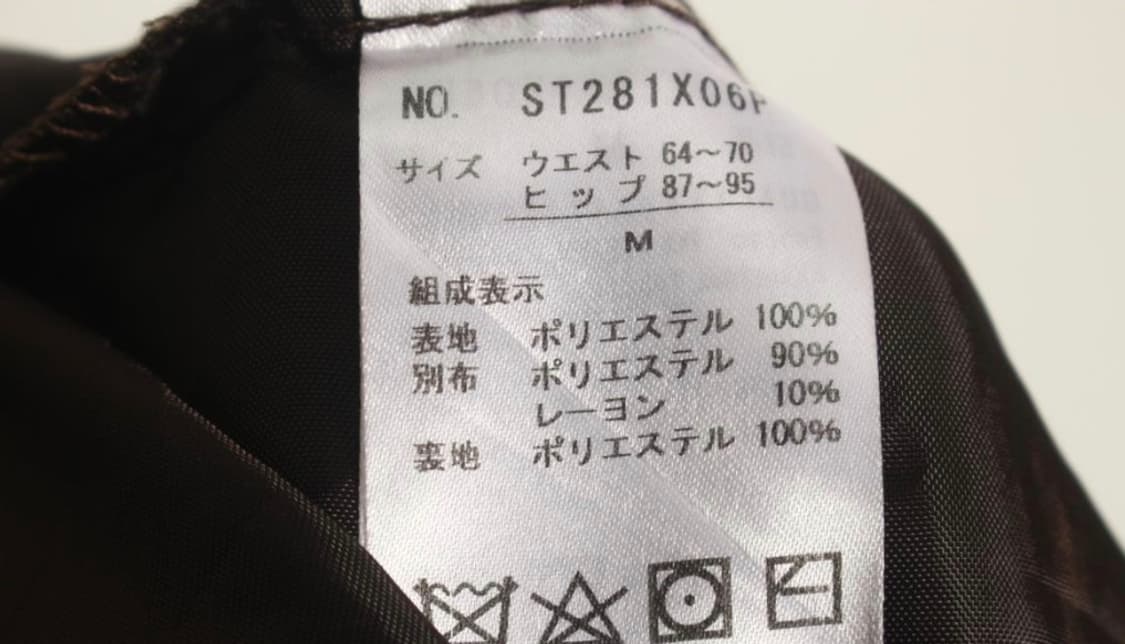 NO. ST281X06P
サイズ ウエスト 64～70
ヒップ 87～95
M
組成表示
表地 ポリエステル 100%
別布 ポリエステル 90%
レーヨン 10%
裏地 ポリエステル 100%